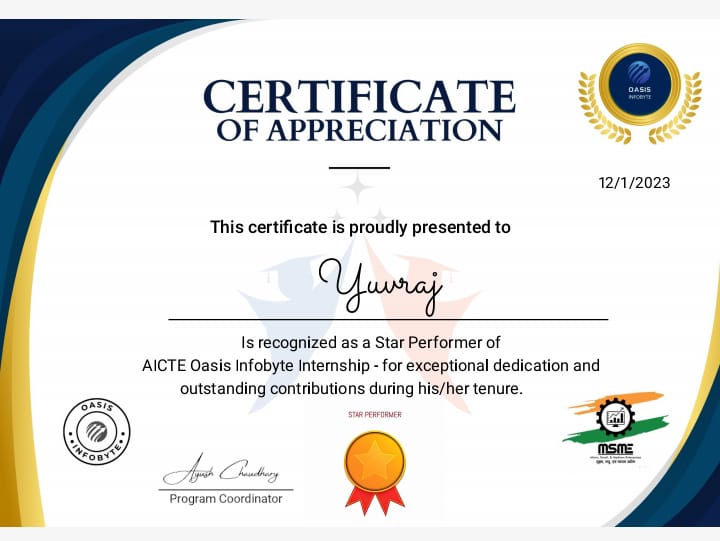 CERTIFICATE
OF APPRECIATION
OASIS
INFOBYTE
12/1/2023
This certificate is proudly presented to
Yuvraj
Is recognized as a Star Performer of
AICTE Oasis Infobyte Internship - for exceptional dedication and
outstanding contributions during his/her tenure.
STAR PERFORMER
OASIS
INFOBYTE
Ayush Chaudhary
Program Coordinator
MSME